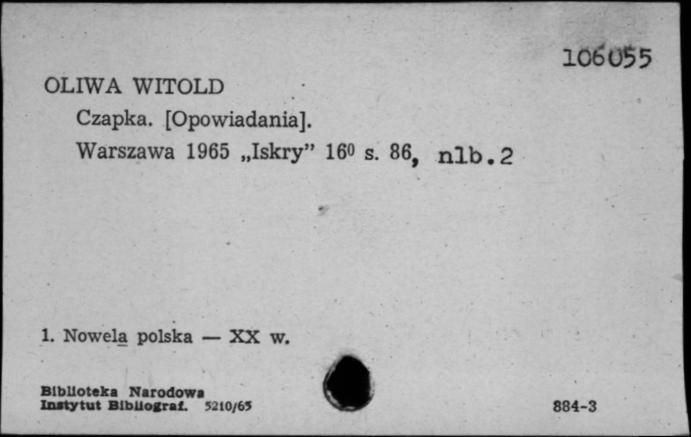 106055
OLIWA WITOLD
Czapka. [Opowiadania].
Warszawa 1965 „Iskry” 16⁰ s. 86, nlb.2
1. Nowela polska — XX w.
Biblioteka Narodowa
Instytut Bibliograf. 5210/65
884-3